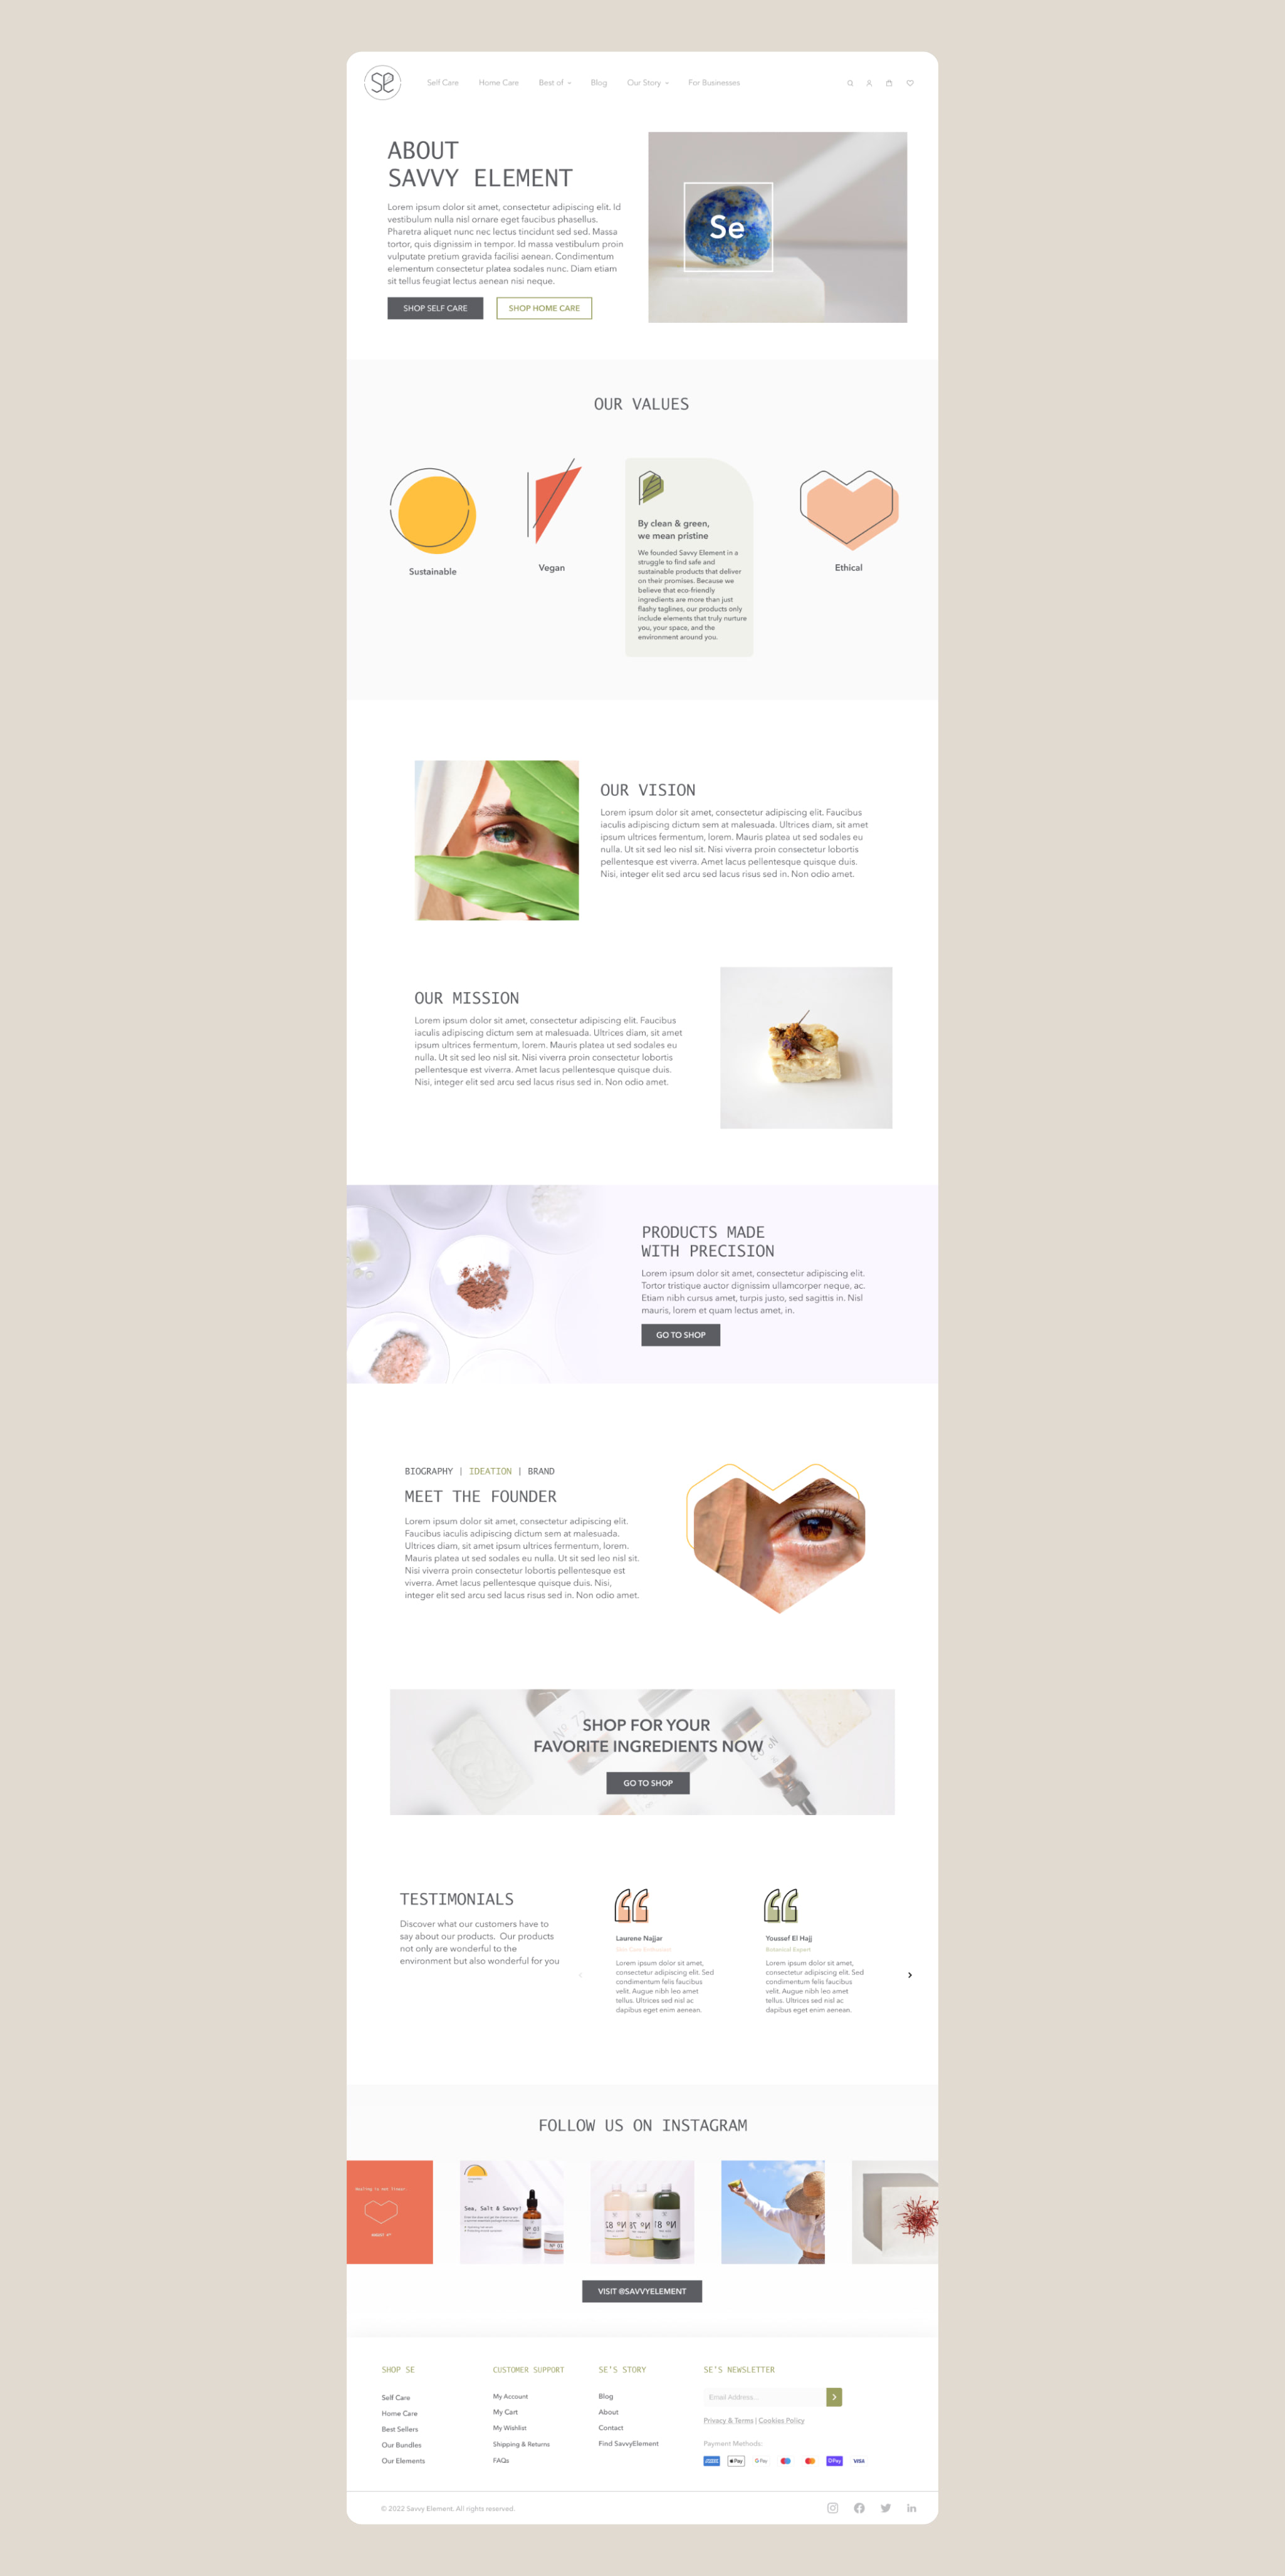 Se
Self Care Home Care Best of Blog Our Story For Businesses
ABOUT
SAVVY ELEMENT
Lorem ipsum dolor sit amet, consectetur adipiscing elit. Id
vestibulum nulla nisl ornare eget faucibus phasellus.
Pharetra aliquet nunc nec lectus tincidunt sed sed. Massa
tortor, quis dignissim in tempor. Id massa vestibulum proin
vulputate pretium gravida facilisi aenean. Condimentum
elementum consectetur platea sodales nunc. Diam etiam
sit tellus feugiat lectus aenean nisi neque.
SHOP SELF CARE
SHOP HOME CARE
Se
OUR VALUES
Sustainable
Vegan
By clean & green,
we mean pristine
We founded Savvy Element in a
struggle to find safe and
sustainable products that deliver
on their promises. Because we
believe that eco-friendly
ingredients are more than just
flashy taglines, our products only
include elements that truly nurture
you, your space, and the
environment around you.
Ethical
OUR VISION
Lorem ipsum dolor sit amet, consectetur adipiscing elit. Faucibus
iaculis adipiscing dictum sem at malesuada. Ultrices diam, sit amet
ipsum ultrices fermentum, lorem. Mauris platea ut sed sodales eu
nulla. Ut sit sed leo nisl sit. Nisi viverra proin consectetur lobortis
pellentesque est viverra. Amet lacus pellentesque quisque duis.
Nisi, integer elit sed arcu sed lacus risus sed in. Non odio amet.
OUR MISSION
Lorem ipsum dolor sit amet, consectetur adipiscing elit. Faucibus
iaculis adipiscing dictum sem at malesuada. Ultrices diam, sit amet
ipsum ultrices fermentum, lorem. Mauris platea ut sed sodales eu
nulla. Ut sit sed leo nisl sit. Nisi viverra proin consectetur lobortis
pellentesque est viverra. Amet lacus pellentesque quisque duis.
Nisi, integer elit sed arcu sed lacus risus sed in. Non odio amet.
PRODUCTS MADE
WITH PRECISION
Lorem ipsum dolor sit amet, consectetur adipiscing elit.
Tortor tristique auctor dignissim ullamcorper neque, ac.
Etiam nibh cursus amet, turpis justo, sed sagittis in. Nisl
mauris, lorem et quam lectus amet, in.
GO TO SHOP
BIOGRAPHY | IDEATION | BRAND
MEET THE FOUNDER
Lorem ipsum dolor sit amet, consectetur adipiscing elit.
Faucibus iaculis adipiscing dictum sem at malesuada.
Ultrices diam, sit amet ipsum ultrices fermentum, lorem.
Mauris platea ut sed sodales eu nulla. Ut sit sed leo nisl sit.
Nisi viverra proin consectetur lobortis pellentesque est
viverra. Amet lacus pellentesque quisque duis. Nisi,
integer elit sed arcu sed lacus risus sed in. Non odio amet.
SHOP FOR YOUR
FAVORITE INGREDIENTS NOW
GO TO SHOP
TESTIMONIALS
Discover what our customers have to
say about our products. Our products
not only are wonderful to the
environment but also wonderful for you
Laurene Najjar
Skin Care Enthusiast
Lorem ipsum dolor sit amet,
consectetur adipiscing elit. Sed
condimentum felis faucibus
velit. Augue nibh leo amet
tellus. Ultrices sed nisl ac
dapibus eget enim aenean.
Youssef El Hajj
Botanical Expert
Lorem ipsum dolor sit amet,
consectetur adipiscing elit. Sed
condimentum felis faucibus
velit. Augue nibh leo amet
tellus. Ultrices sed nisl ac
dapibus eget enim aenean.
FOLLOW US ON INSTAGRAM
Healing is not linear
Sea, Salt & Savvy!
Nº 03
VISIT @SAVVYELEMENT
SHOP SE
Self Care
Home Care
Best Sellers
Our Bundles
Our Elements
CUSTOMER SUPPORT
My Account
My Cart
My Wishlist
Shipping & Returns
FAQs
SE'S STORY
Blog
About
Contact
Find SavvyElement
SE'S NEWSLETTER
Email Address...
Privacy & Terms | Cookies Policy
Payment Methods:
Pay G Pay Pay VISA
© 2022 Savvy Element. All rights reserved.